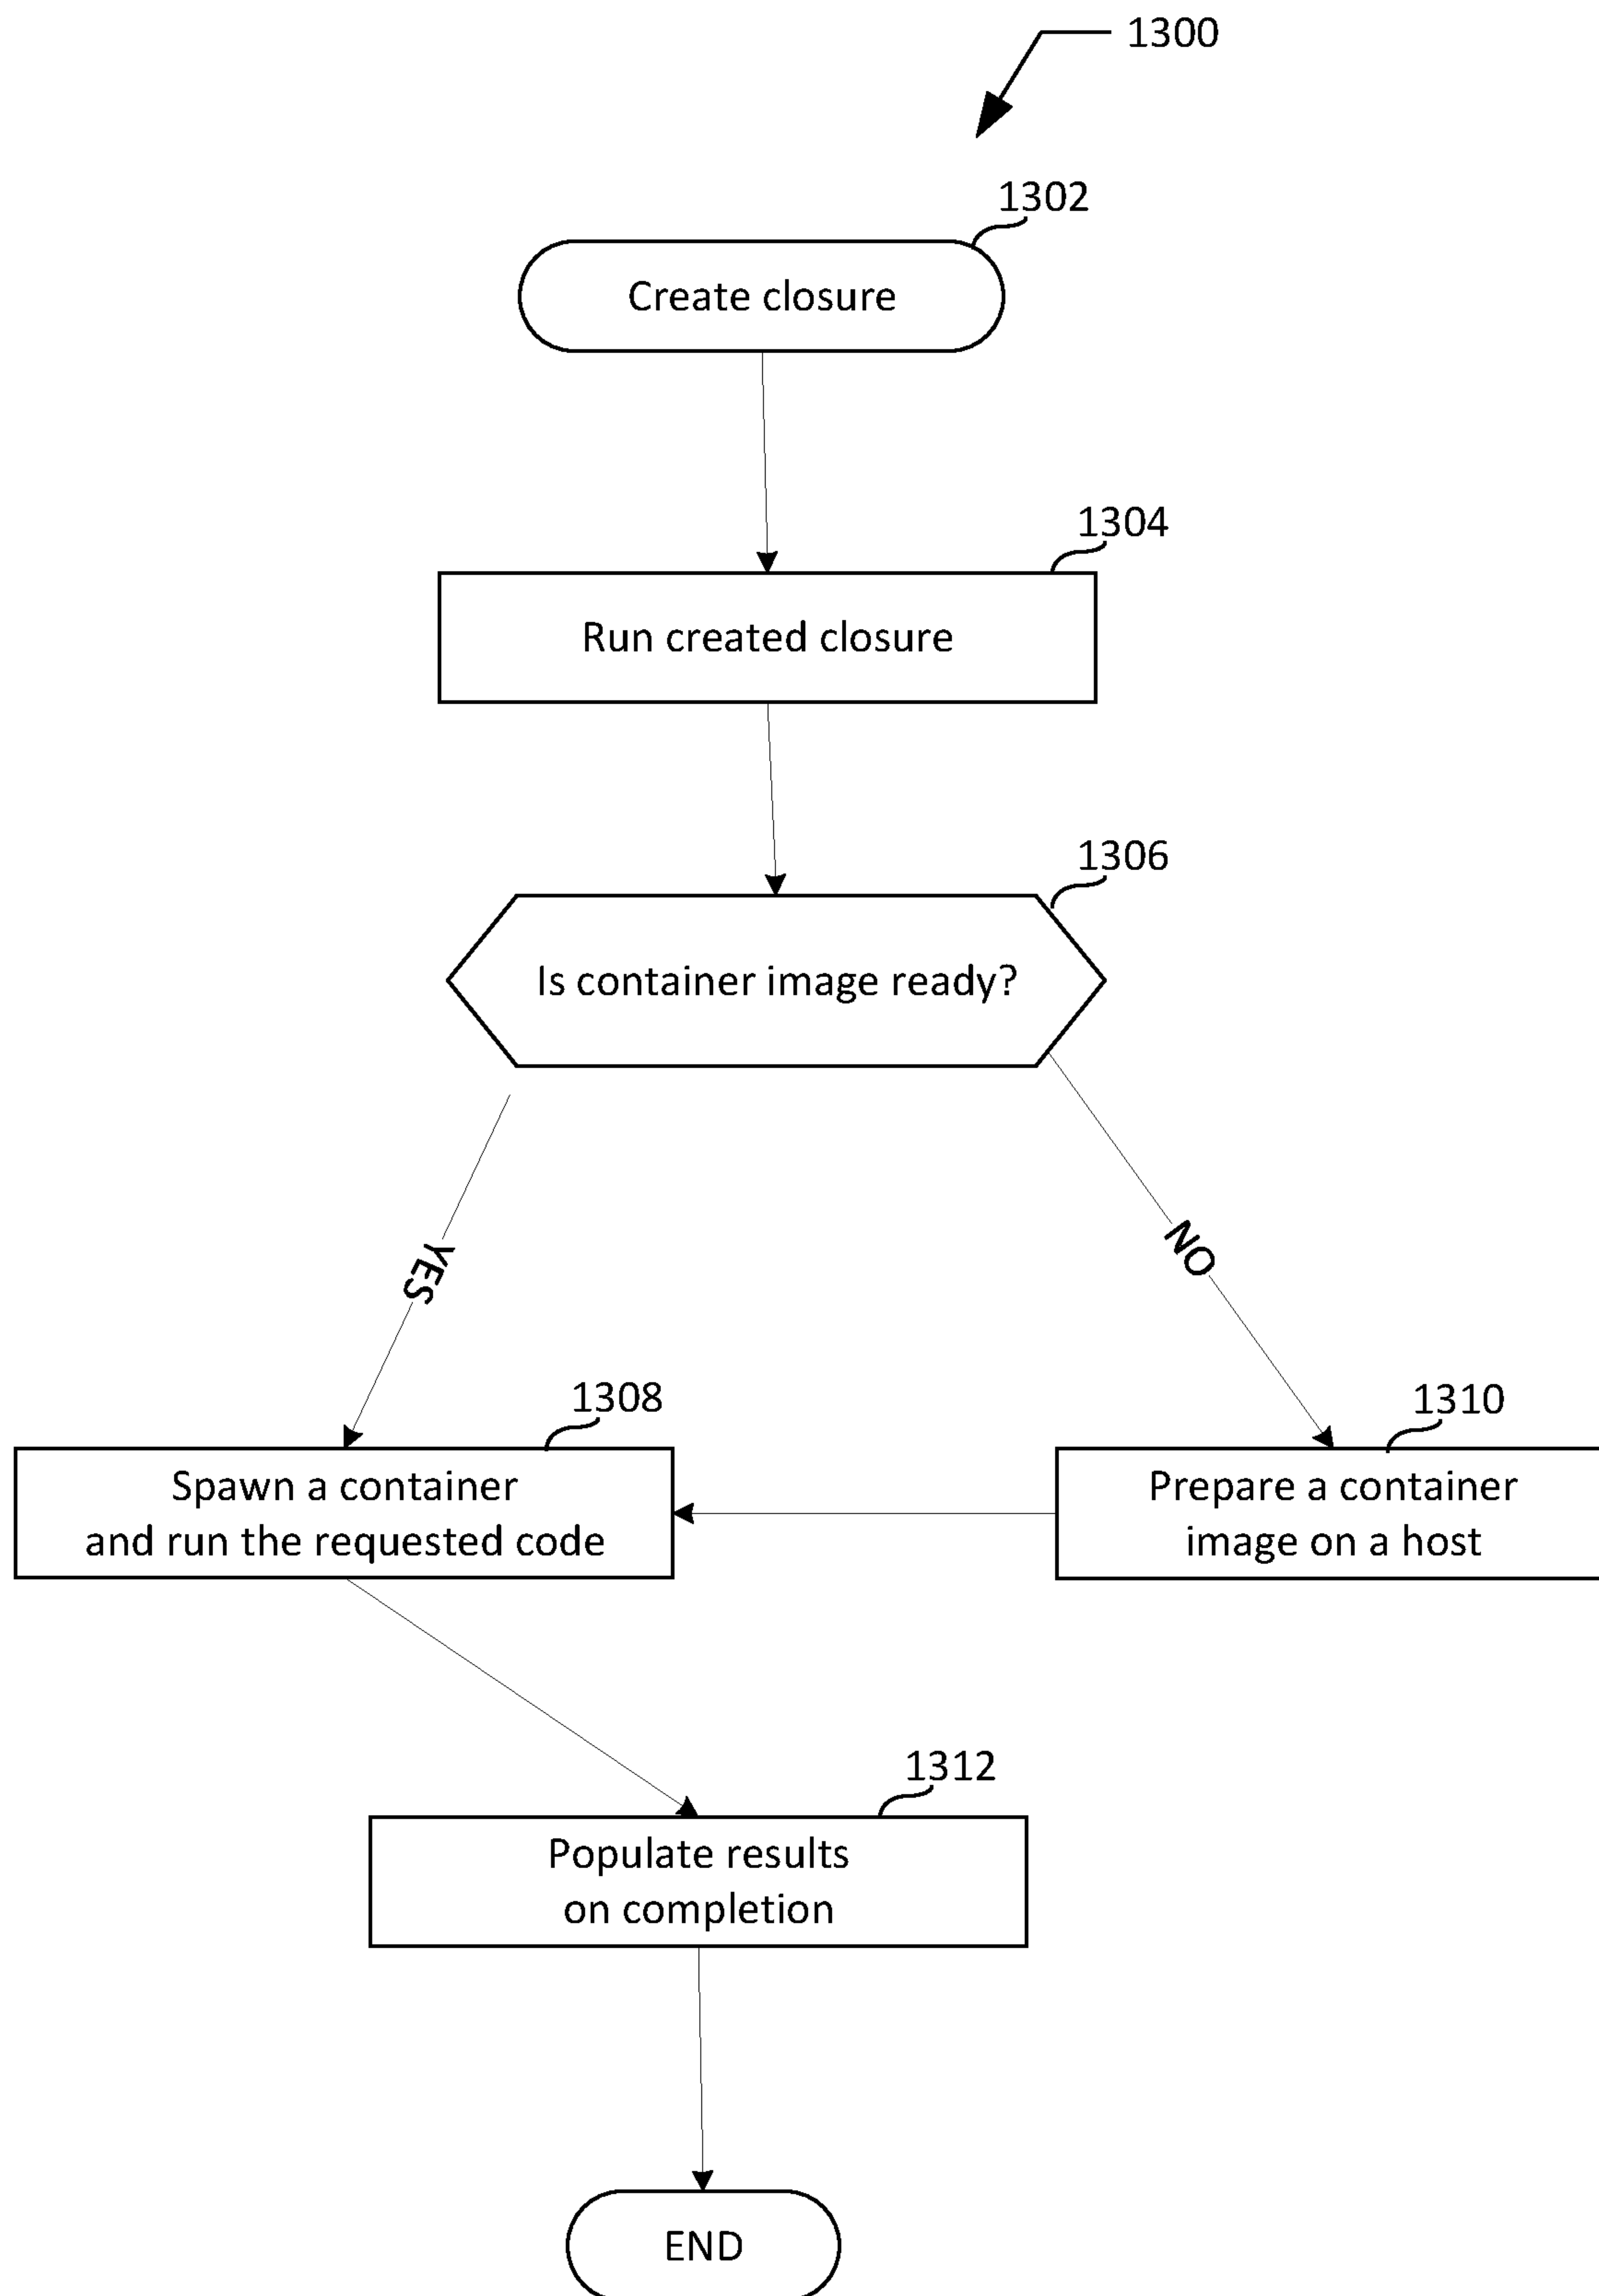 1300
1302
Create closure
1304
Run created closure
1306
Is container image ready?
YES
NO
1308
Spawn a container
and run the requested code
1310
Prepare a container
image on a host
1312
Populate results
on completion
END